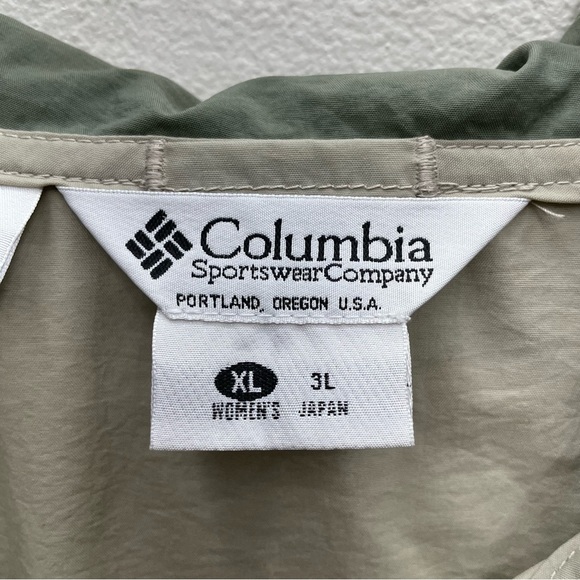 Columbia
SportswearCompany
PORTLAND, OREGON U.S.A.
XL 3L
WOMEN'S JAPAN